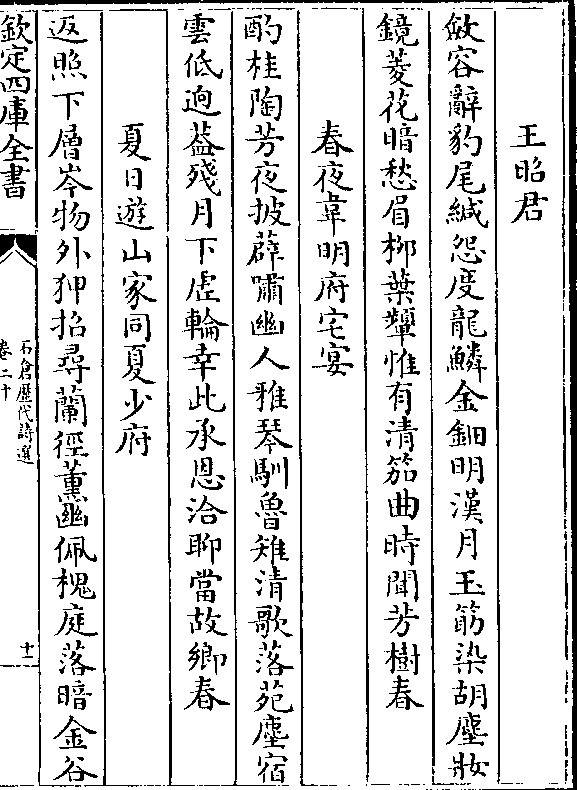 王昭君
斂容辭豹尾緘怨度龍鱗金鈿明漢月玉筯染胡塵妝
鏡菱花暗愁眉柳葉顰惟有清笳曲時聞芳樹春
春夜韋明府宅宴
酌桂陶芳夜披薜嘯幽人雅琴馴魯雉清歌落苑塵宿
雲低迥葢殘月下虛輪幸此承恩洽聊當故鄉春
夏日遊山家同夏少府
返照下層岑物外狎招尋蘭徑薰幽佩槐庭落暗金谷
欽定四庫全書
石倉歷代詩選
卷二十
十一